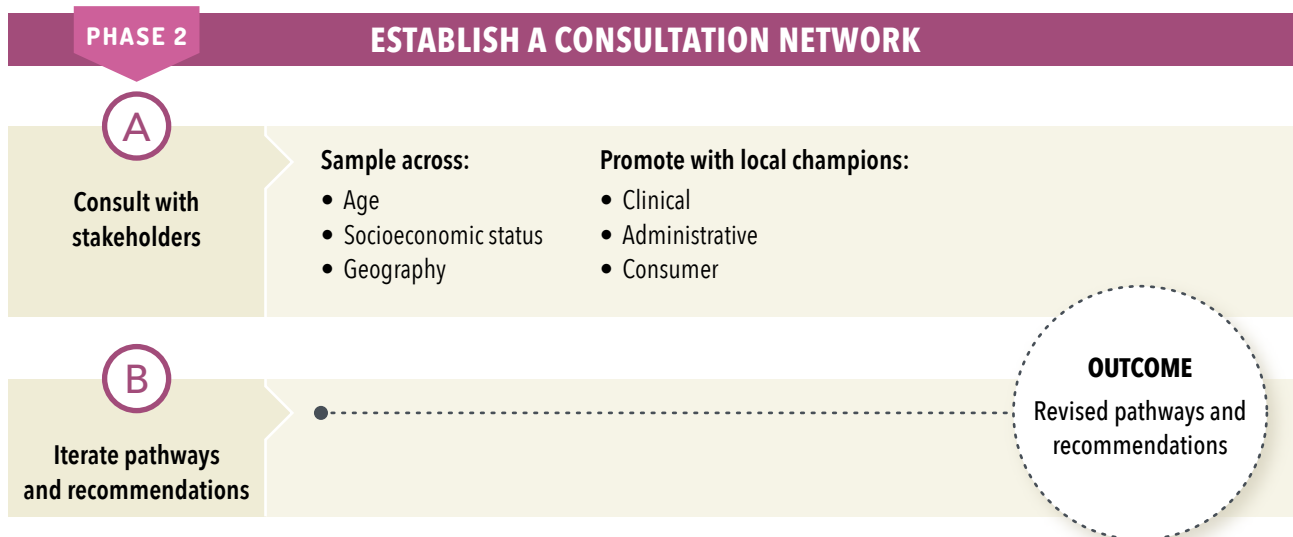 PHASE 2
ESTABLISH A CONSULTATION NETWORK
A
Consult with
stakeholders
Sample across:
• Age
• Socioeconomic status
• Geography
Promote with local champions:
• Clinical
• Administrative
• Consumer
B
Iterate pathways
and recommendations
OUTCOME
Revised pathways and
recommendations